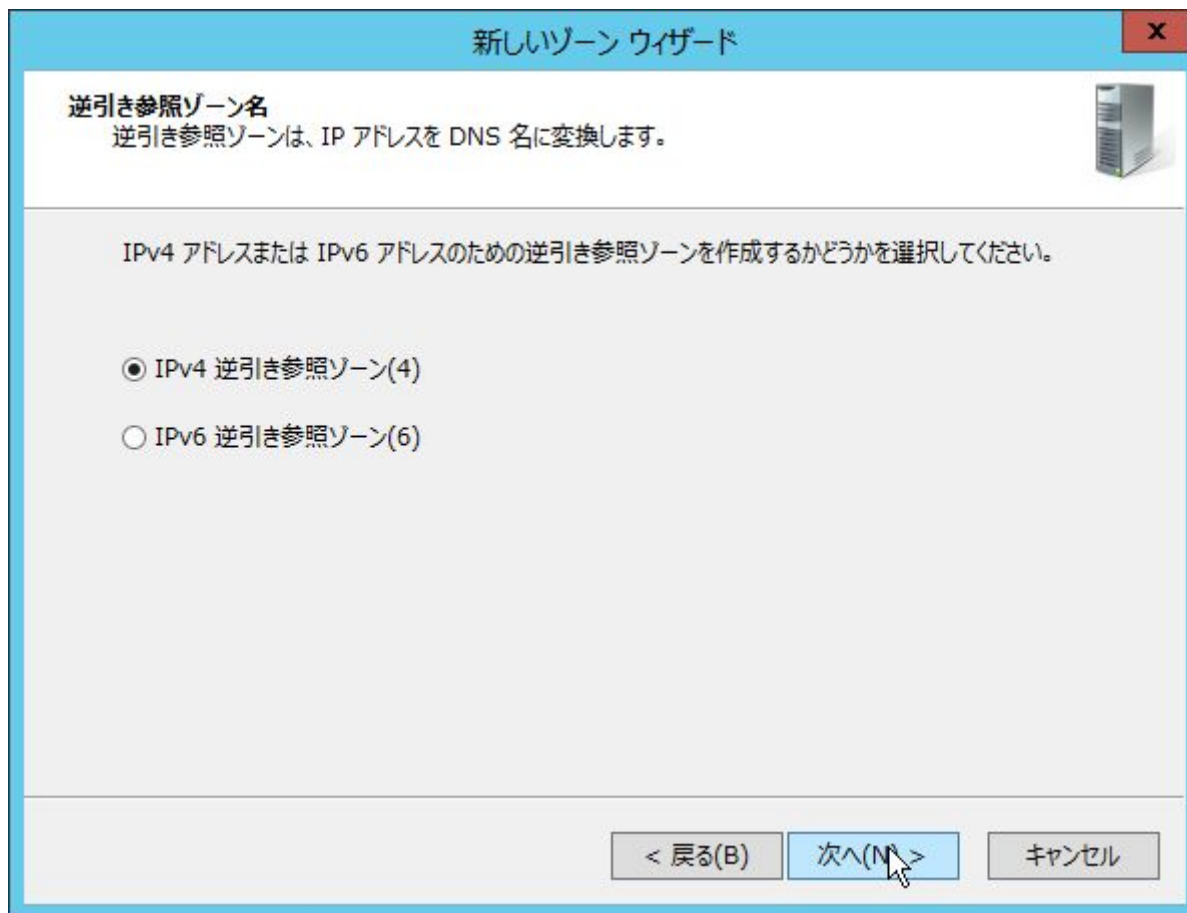 新しいゾーン ウィザード
x
逆引き参照ゾーン名
逆引き参照ゾーンは、IP アドレスを DNS 名に変換します。
IPv4 アドレスまたは IPv6 アドレスのための逆引き参照ゾーンを作成するかどうかを選択してください。
IPv4 逆引き参照ゾーン(4)
IPv6 逆引き参照ゾーン(6)
< 戻る(B)
次へ(N) >
キャンセル